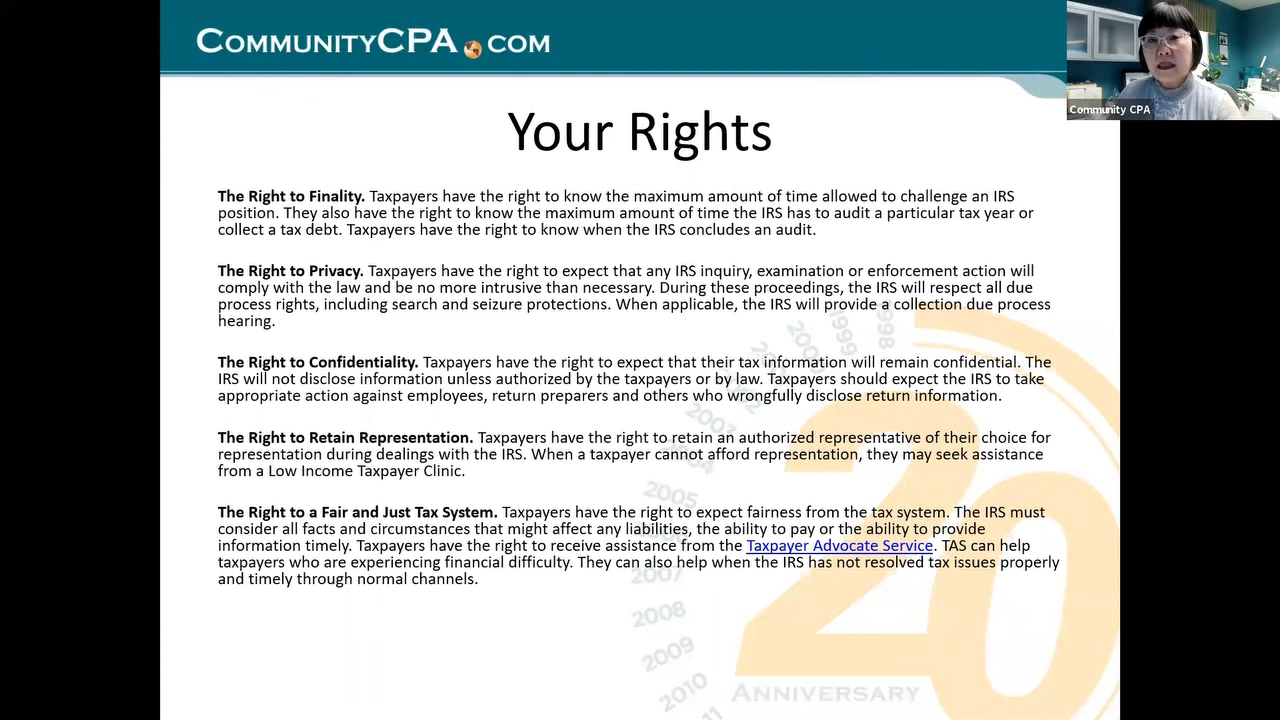 COMMUNITYCPA.COM
Community CPA
Your Rights
The Right to Finality. Taxpayers have the right to know the maximum amount of time allowed to challenge an IRS
position. They also have the right to know the maximum amount of time the IRS has to audit a particular tax year or
collect a tax debt. Taxpayers have the right to know when the IRS concludes an audit.
The Right to Privacy. Taxpayers have the right to expect that any IRS inquiry, examination or enforcement action will
comply with the law and be no more intrusive than necessary. During these proceedings, the IRS will respect all due
process rights, including search and seizure protections. When applicable, the IRS will provide a collection due process
hearing.
The Right to Confidentiality. Taxpayers have the right to expect that their tax information will remain confidential. The
IRS will not disclose information unless authorized by the taxpayers or by law. Taxpayers should expect the IRS to take
appropriate action against employees, return preparers and others who wrongfully disclose return information.
The Right to Retain Representation. Taxpayers have the right to retain an authorized representative of their choice for
representation during dealings with the IRS. When a taxpayer cannot afford representation, they may seek assistance
from a Low Income Taxpayer Clinic.
The Right to a Fair and Just Tax System. Taxpayers have the right to expect fairness from the tax system. The IRS must
consider all facts and circumstances that might affect any liabilities, the ability to pay or the ability to provide
information timely. Taxpayers have the right to receive assistance from the Taxpayer Advocate Service. TAS can help
taxpayers who are experiencing financial difficulty. They can also help when the IRS has not resolved tax issues properly
and timely through normal channels.
1998
1999
2000
2003
2005
2007
2008
2009
2010
20
ANNIVERSARY